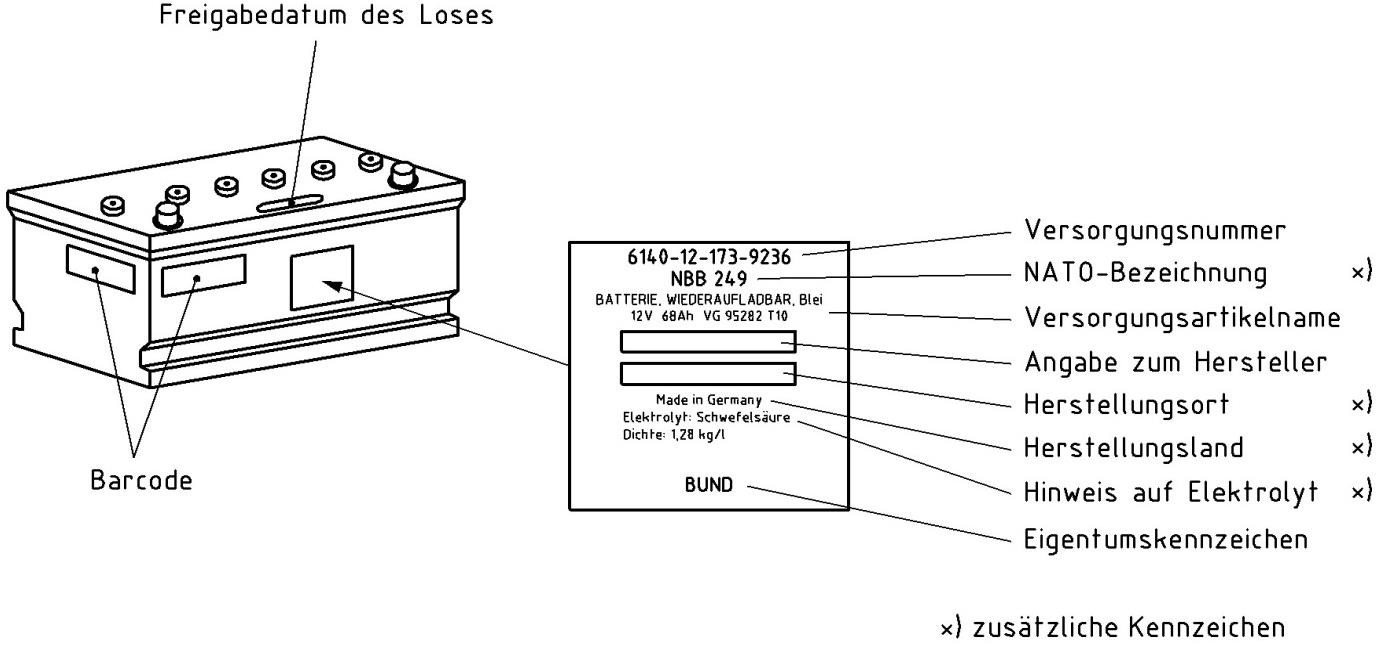 Freigabedatum des Loses
Barcode
6140-12-173-9236
NBB 249
BATTERIE, WIEDERAUFLADBAR, Blei
12V 68Ah VG 95282 T10
Made in Germany
Elektrolyt: Schwefelsäure
Dichte: 1,28 kg/l
BUND
Versorgungsnummer
NATO-Bezeichnung ×)
Versorgungsartikelname
Angabe zum Hersteller
Herstellungsort ×)
Herstellungsland ×)
Hinweis auf Elektrolyt ×)
Eigentumskennzeichen
×) zusätzliche Kennzeichen